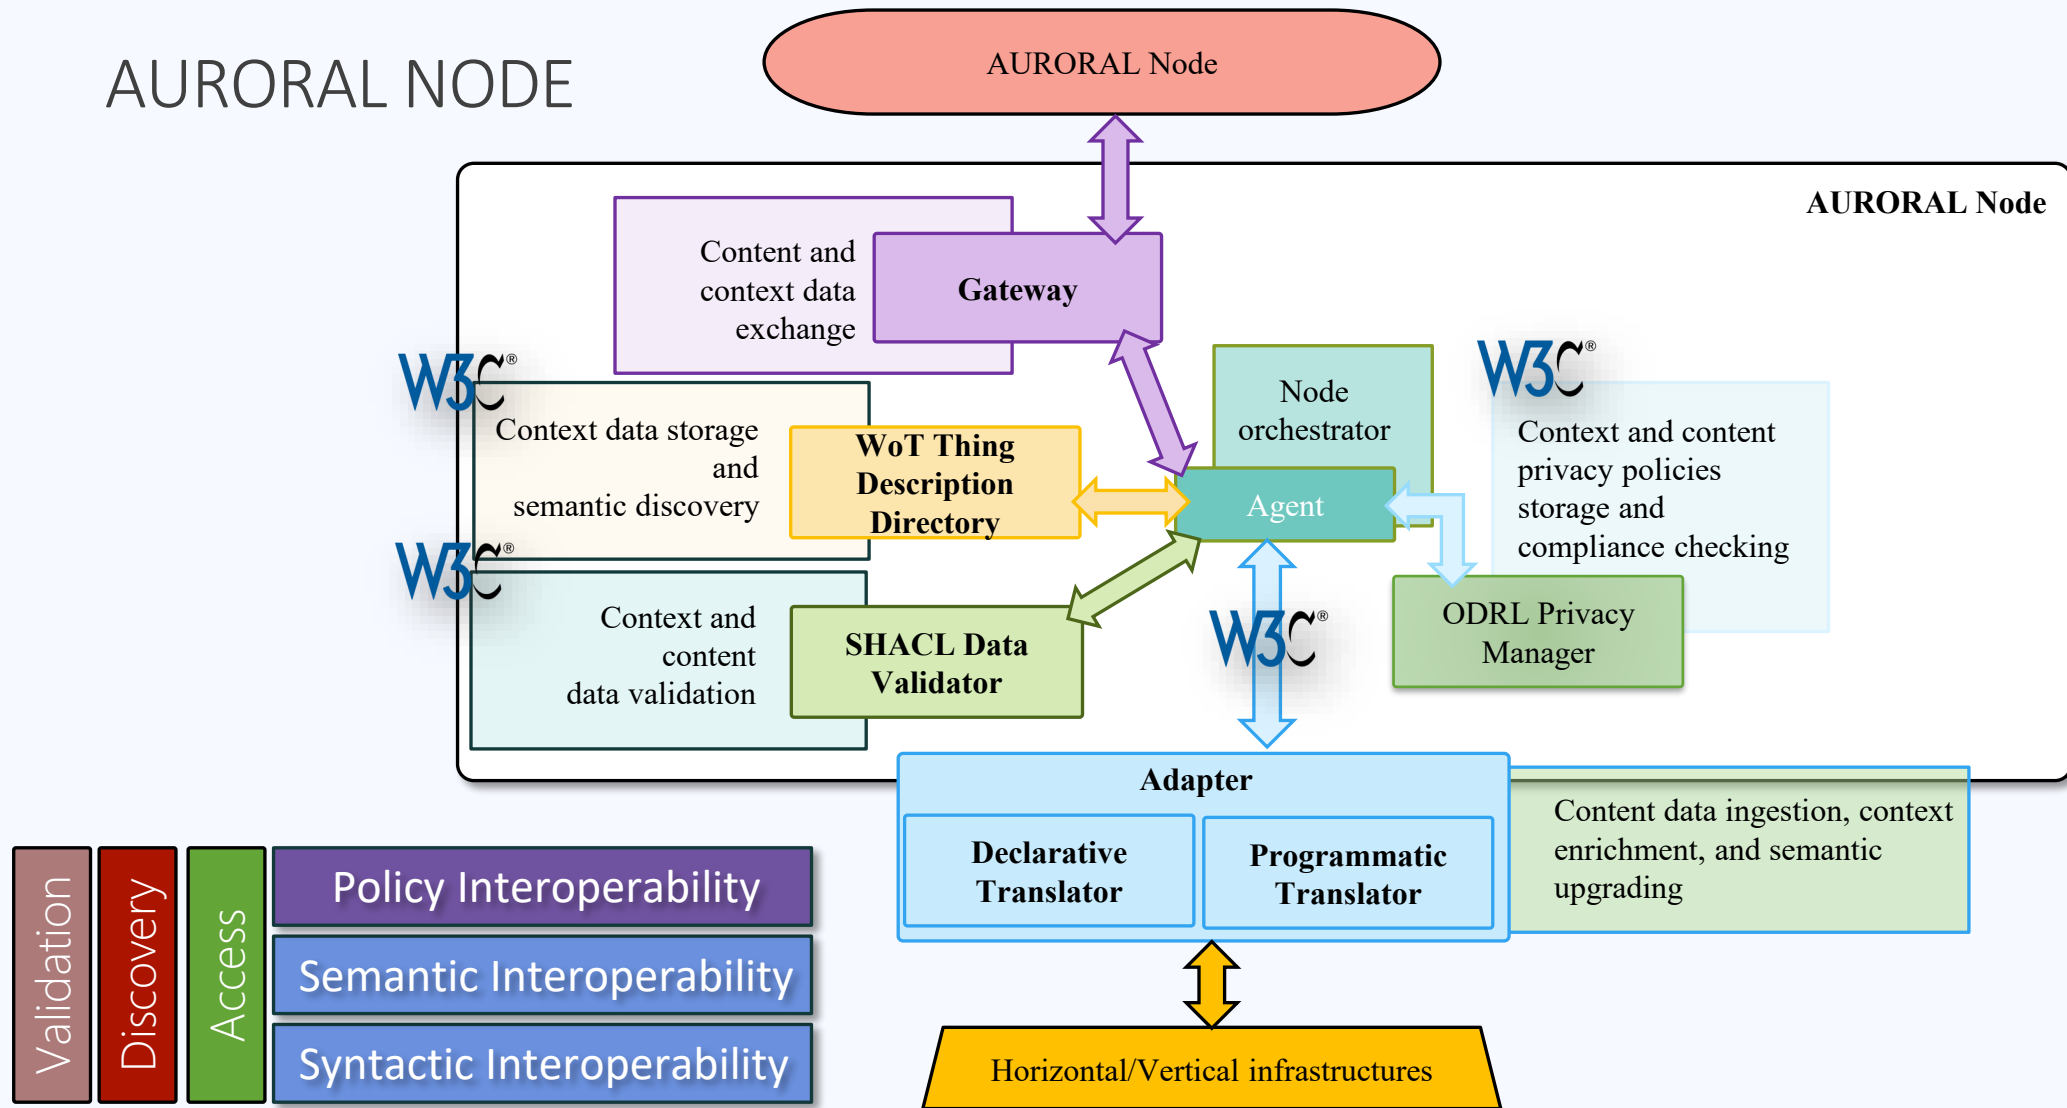 AURORAL NODE
AURORAL Node
AURORAL Node
Content and
context data
exchange
Gateway
W3C®
Context data storage
and
semantic discovery
WoT Thing
Description
Directory
Node
orchestrator
Agent
W3C®
Context and content
privacy policies
storage and
compliance checking
W3C®
Context and
content
data validation
SHACL Data
Validator
W3C®
ODRL Privacy
Manager
Adapter
Declarative
Translator
Programmatic
Translator
Content data ingestion, context
enrichment, and semantic
upgrading
Validation
Discovery
Access
Policy Interoperability
Semantic Interoperability
Syntactic Interoperability
Horizontal/Vertical infrastructures